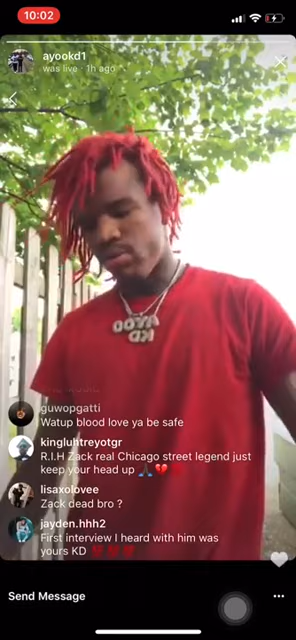 10:02
ayookd1
was live · 1h ago
AYOO
KD
guwopgatti
Watup blood love ya be safe
kingluhtreyotgr
R.I.H Zack real Chicago street legend just
keep your head up 🙏🏿💔
lisaxolovee
Zack dead bro ?
jayden.hhh2
First interview I heard with him was
yours KD
Send Message